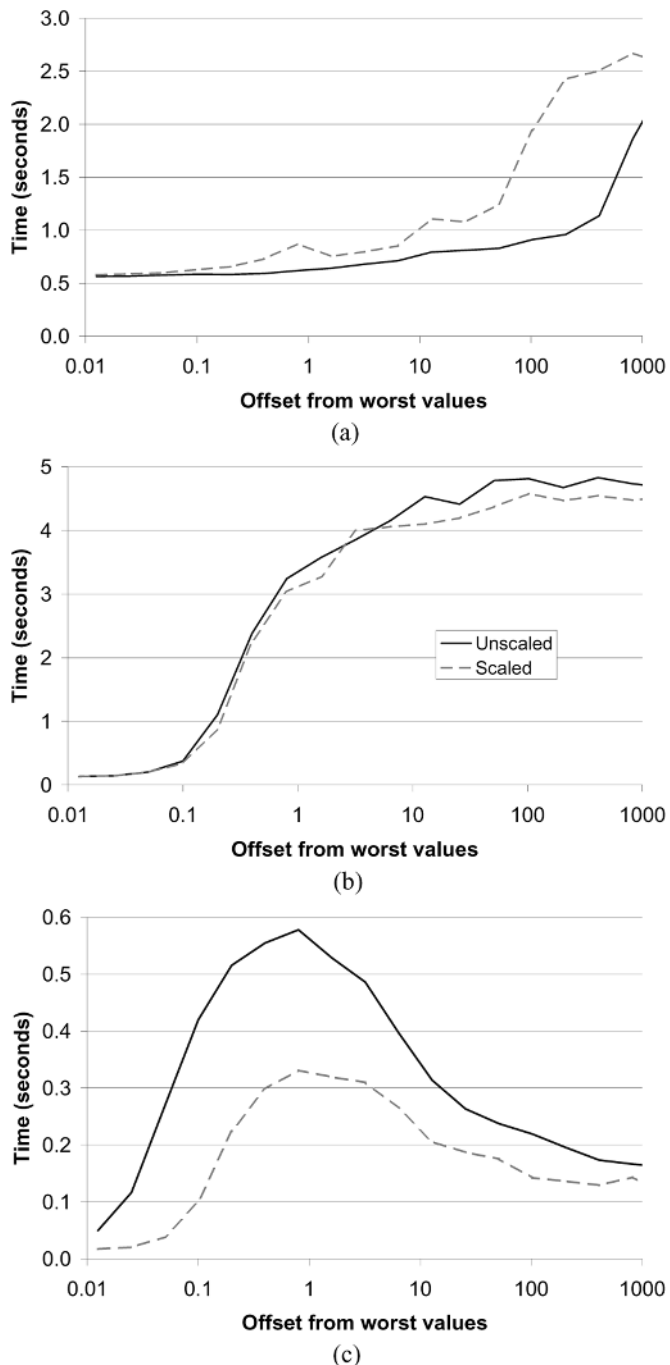 3.0
2.5
2.0
1.5
1.0
0.5
0.0
Time (seconds)
0.01 0.1 1 10 100 1000
Offset from worst values
(a)
5
4
3
2
1
0
Time (seconds)
Unscaled
Scaled
0.01 0.1 1 10 100 1000
Offset from worst values
(b)
0.6
0.5
0.4
0.3
0.2
0.1
0.0
Time (seconds)
0.01 0.1 1 10 100 1000
Offset from worst values
(c)